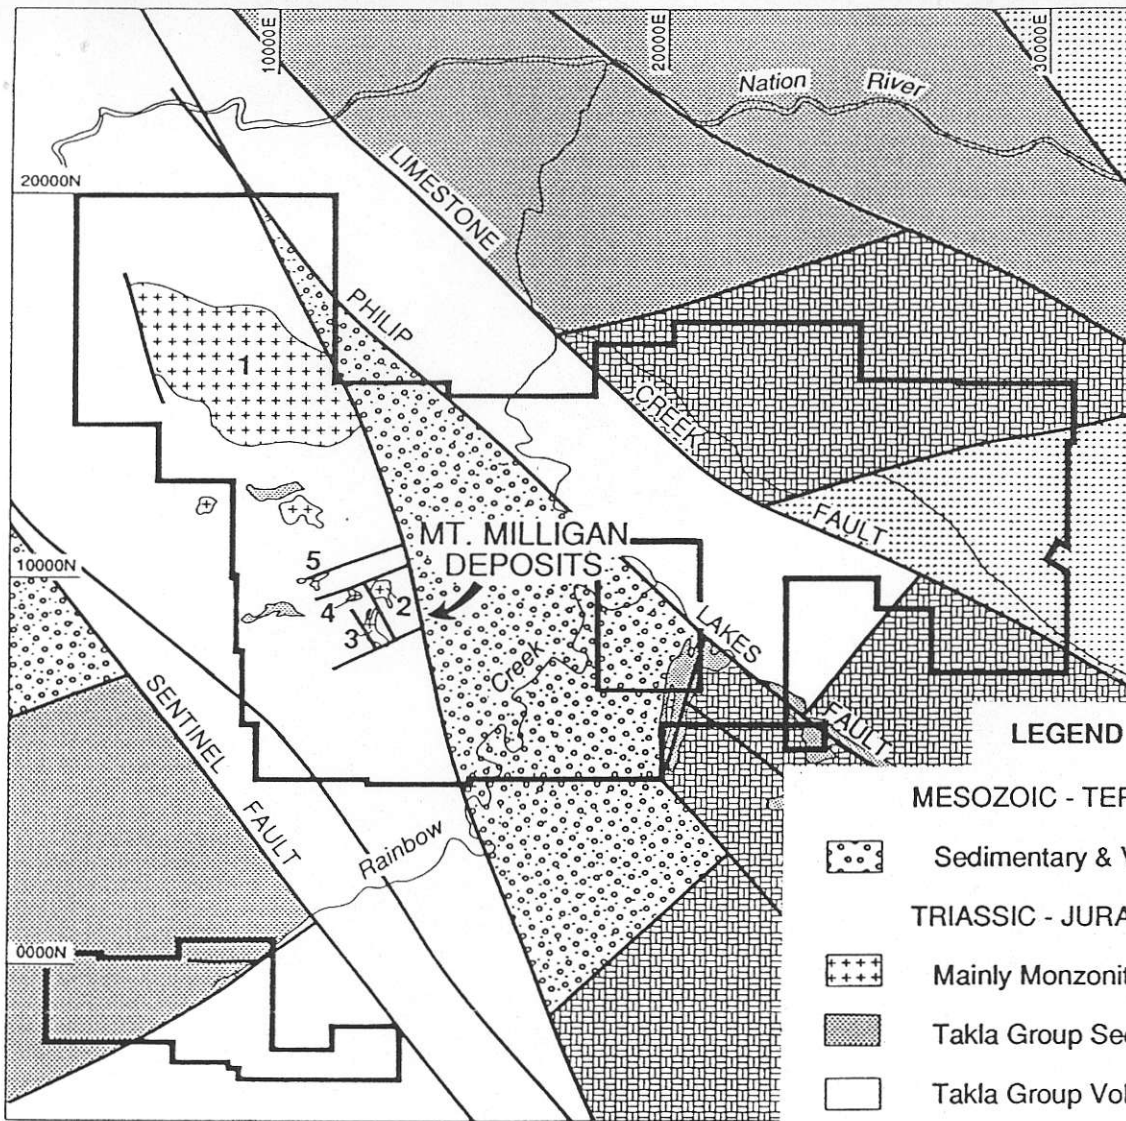 10000E
20000E
30000E
Nation River
20000N
LIMESTONE
PHILIP
1
CREEK
FAULT
MT. MILLIGAN
DEPOSITS
5
10000N
4
2
3
LAKES
Creek
SENTINEL
FAULT
FAULT
LEGEND
MESOZOIC - TER
Sedimentary & V
Rainbow
TRIASSIC - JURA
0000N
Mainly Monzonit
Takla Group Sed
Takla Group Vol